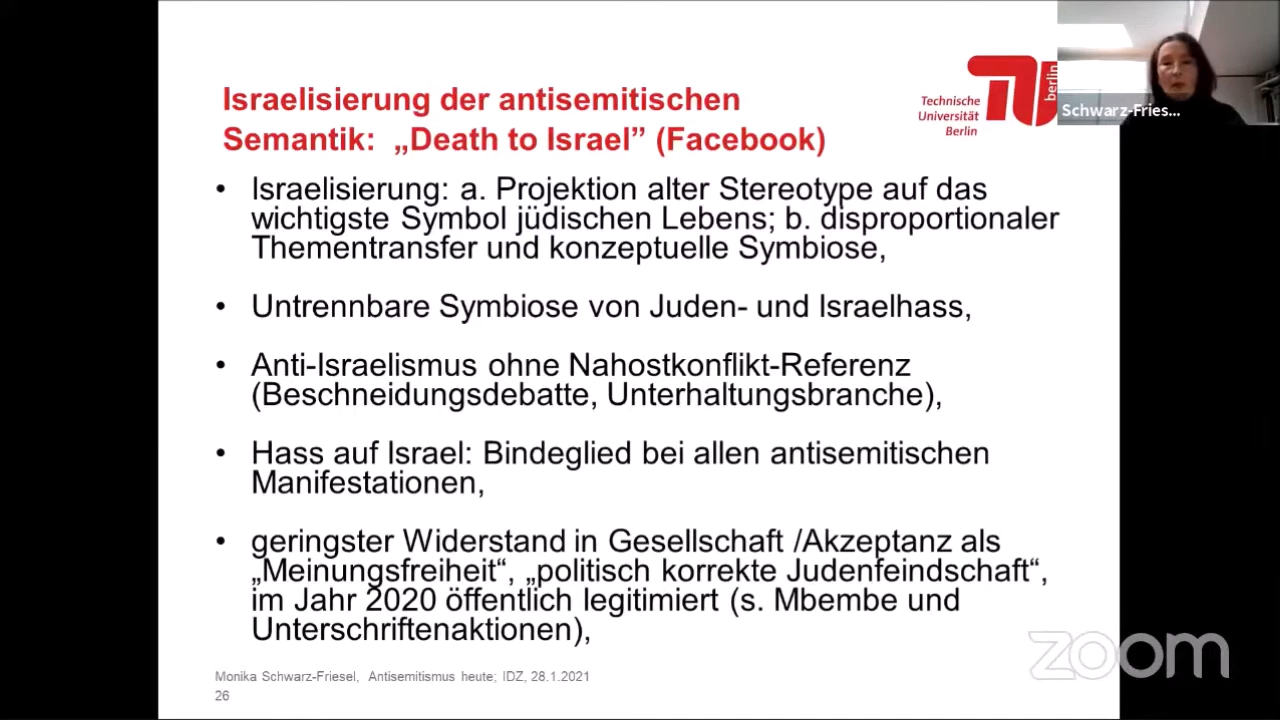 Israelisierung der antisemitischen
Semantik: „Death to Israel” (Facebook)
Technische
Universität
Berlin
berlin
Schwarz-Fries...
• Israelisierung: a. Projektion alter Stereotype auf das
wichtigste Symbol jüdischen Lebens; b. disproportionaler
Thementransfer und konzeptuelle Symbiose,
• Untrennbare Symbiose von Juden- und Israelhass,
• Anti-Israelismus ohne Nahostkonflikt-Referenz
(Beschneidungsdebatte, Unterhaltungsbranche),
• Hass auf Israel: Bindeglied bei allen antisemitischen
Manifestationen,
• geringster Widerstand in Gesellschaft /Akzeptanz als
„Meinungsfreiheit“, „politisch korrekte Judenfeindschaft“,
im Jahr 2020 öffentlich legitimiert (s. Mbembe und
Unterschriftenaktionen),
zoom
Monika Schwarz-Friesel, Antisemitismus heute; IDZ, 28.1.2021
26